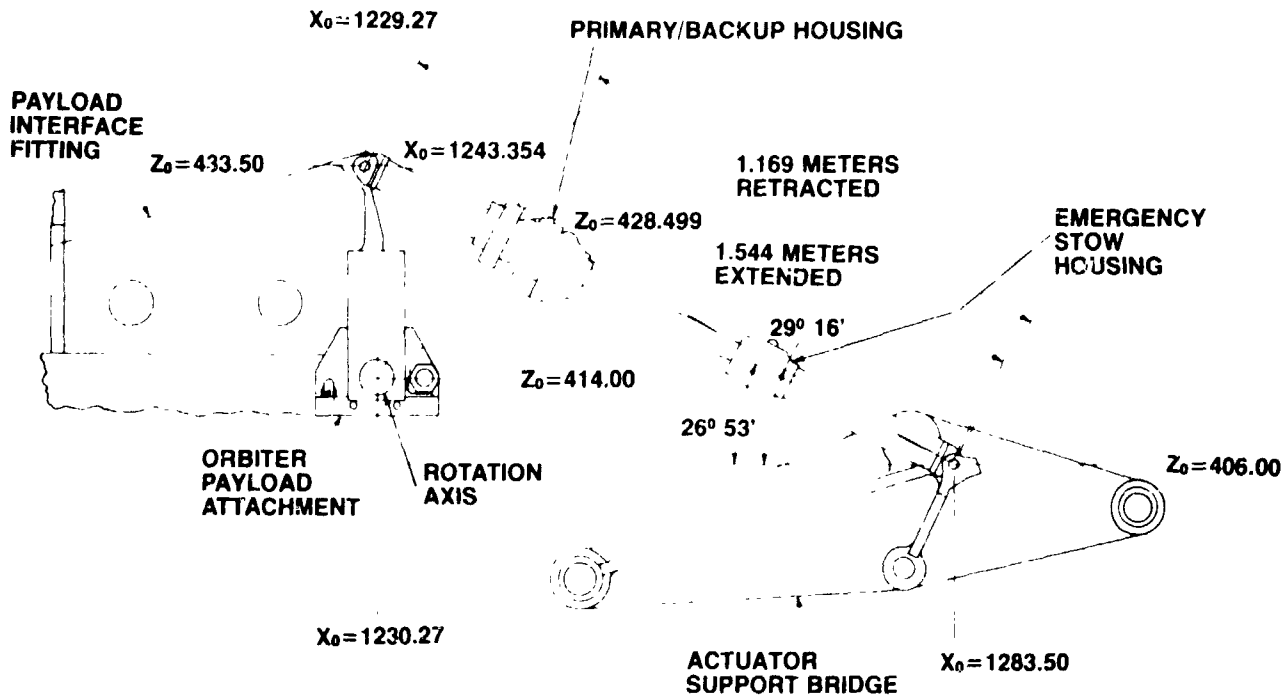 X₀=1229.27
PRIMARY/BACKUP HOUSING
PAYLOAD
INTERFACE
FITTING
Z₀=433.50
X₀=1243.354
1.169 METERS
RETRACTED
Z₀=428.499
1.544 METERS
EXTENDED
EMERGENCY
STOW
HOUSING
29⁰ 16'
Z₀=414.00
26⁰ 53'
ORBITER
PAYLOAD
ATTACHMENT
ROTATION
AXIS
Z₀=406.00
X₀=1230.27
ACTUATOR
SUPPORT BRIDGE
X₀=1283.50